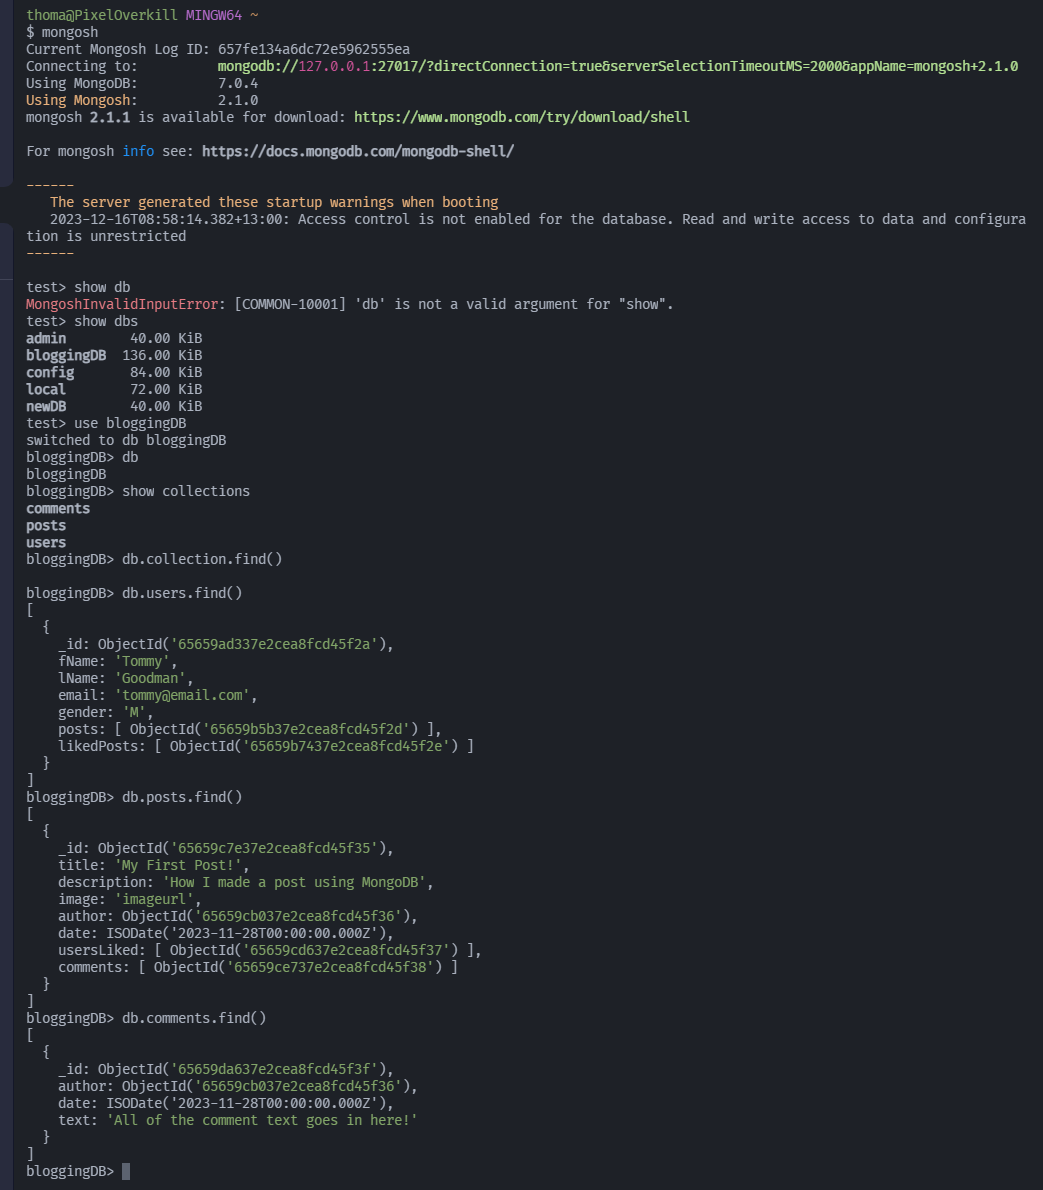 thoma@PixelOverkill MINGW64 ~
$ mongosh
Current Mongosh Log ID: 657fe134a6dc72e5962555ea
Connecting to:          mongodb://127.0.0.1:27017/?directConnection=true&serverSelectionTimeoutMS=2000&appName=mongosh+2.1.0
Using MongoDB:          7.0.4
Using Mongosh:          2.1.0
mongosh 2.1.1 is available for download: https://www.mongodb.com/try/download/shell

For mongosh info see: https://docs.mongodb.com/mongodb-shell/

------
   The server generated these startup warnings when booting
   2023-12-16T08:58:14.382+13:00: Access control is not enabled for the database. Read and write access to data and configura
tion is unrestricted
------

test> show db
MongoshInvalidInputError: [COMMON-10001] 'db' is not a valid argument for "show".
test> show dbs
admin        40.00 KiB
bloggingDB  136.00 KiB
config       84.00 KiB
local        72.00 KiB
newDB        40.00 KiB
test> use bloggingDB
switched to db bloggingDB
bloggingDB> db
bloggingDB
bloggingDB> show collections
comments
posts
users
bloggingDB> db.collection.find()

bloggingDB> db.users.find()
[
  {
    _id: ObjectId('65659ad337e2cea8fcd45f2a'),
    fName: 'Tommy',
    lName: 'Goodman',
    email: 'tommy@email.com',
    gender: 'M',
    posts: [ ObjectId('65659b5b37e2cea8fcd45f2d') ],
    likedPosts: [ ObjectId('65659b7437e2cea8fcd45f2e') ]
  }
]
bloggingDB> db.posts.find()
[
  {
    _id: ObjectId('65659c7e37e2cea8fcd45f35'),
    title: 'My First Post!',
    description: 'How I made a post using MongoDB',
    image: 'imageurl',
    author: ObjectId('65659cb037e2cea8fcd45f36'),
    date: ISODate('2023-11-28T00:00:00.000Z'),
    usersLiked: [ ObjectId('65659cd637e2cea8fcd45f37') ],
    comments: [ ObjectId('65659ce737e2cea8fcd45f38') ]
  }
]
bloggingDB> db.comments.find()
[
  {
    _id: ObjectId('65659da637e2cea8fcd45f3f'),
    author: ObjectId('65659cb037e2cea8fcd45f36'),
    date: ISODate('2023-11-28T00:00:00.000Z'),
    text: 'All of the comment text goes in here!'
  }
]
bloggingDB>